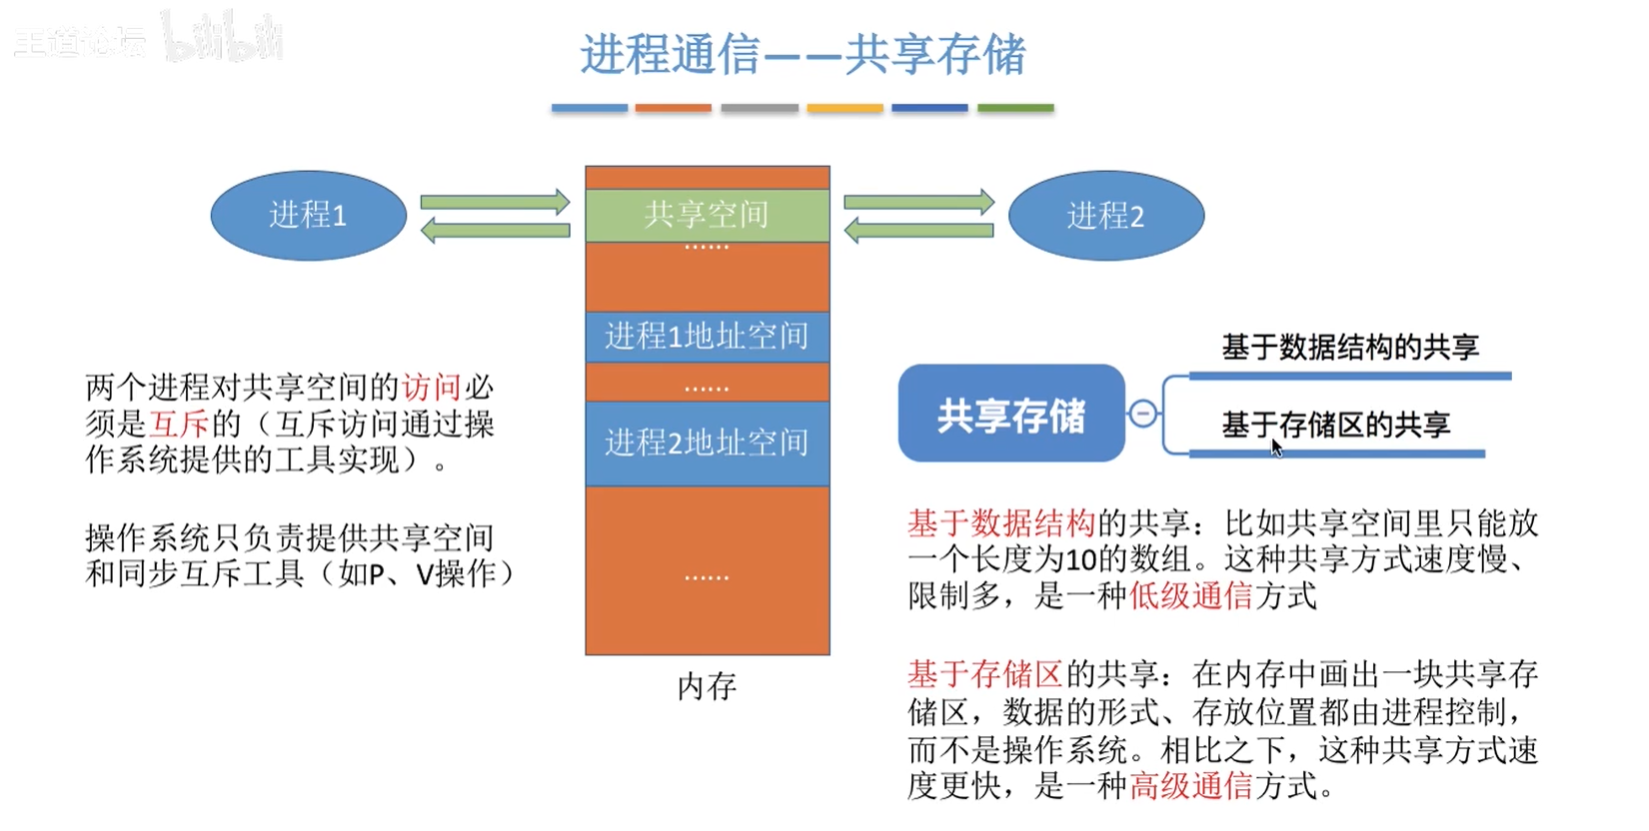 王道论坛 bilibili
进程通信——共享存储
进程1
共享空间
进程2
......
进程1地址空间
......
进程2地址空间
......
内存
两个进程对共享空间的访问必
须是互斥的（互斥访问通过操
作系统提供的工具实现）。
操作系统只负责提供共享空间
和同步互斥工具（如P、V操作）
共享存储
基于数据结构的共享
基于存储区的共享
基于数据结构的共享：比如共享空间里只能放
一个长度为10的数组。这种共享方式速度慢、
限制多，是一种低级通信方式
基于存储区的共享：在内存中画出一块共享存
储区，数据的形式、存放位置都由进程控制，
而不是操作系统。相比之下，这种共享方式速
度更快，是一种高级通信方式。